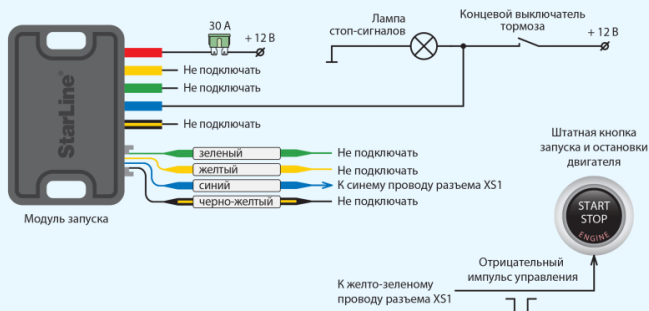 30 А
+ 12 В
Не подключать
Не подключать
Не подключать
StarLine®
Модуль запуска
Лампа
стоп-сигналов
Концевой выключатель
тормоза
+ 12 В
зеленый
Не подключать
желтый
Не подключать
синий
К синему проводу разъема XS1
черно-желтый
Не подключать
Штатная кнопка
запуска и остановки
двигателя
START
STOP
ENGINE
Отрицательный
импульс управления
К желто-зеленому
проводу разъема XS1